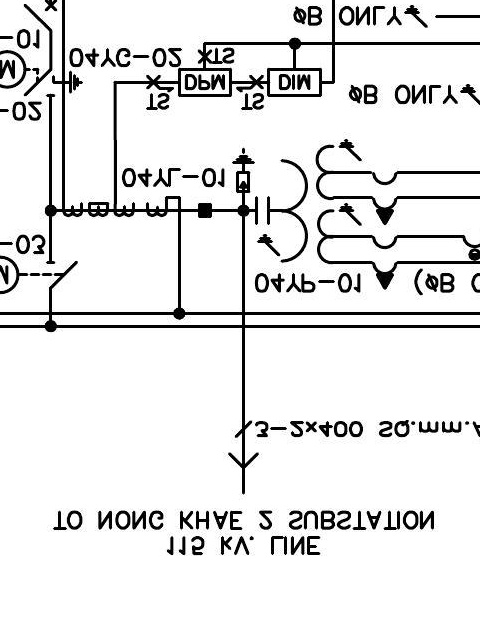 115 kV. LINE
TO NONG KHAE 2 SUBSTATION
3-2x400 SQ.mm.A
04YP-01 (ØB
M
-03
04YL-01
-02
TS TS
ØB ONLY
DPM DIM
M
04YG-02 TS
-01
ØB ONLY